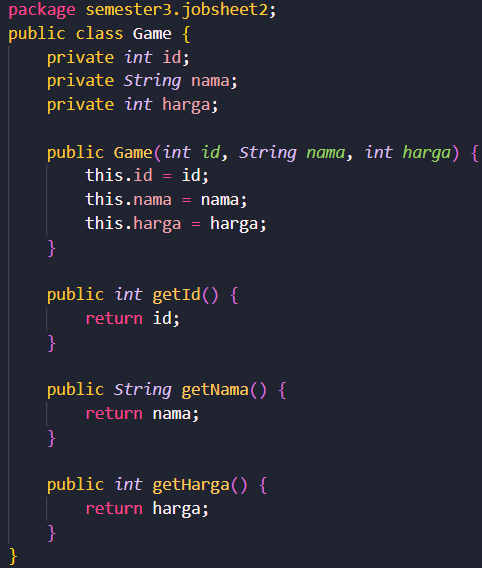 package semester3.jobsheet2;
public class Game {
    private int id;
    private String nama;
    private int harga;

    public Game(int id, String nama, int harga) {
        this.id = id;
        this.nama = nama;
        this.harga = harga;
    }

    public int getId() {
        return id;
    }

    public String getNama() {
        return nama;
    }

    public int getHarga() {
        return harga;
    }
}